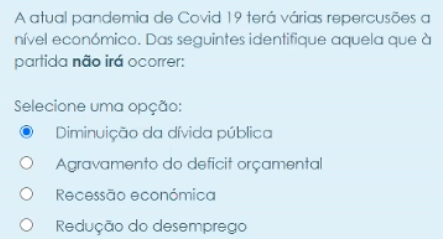 A atual pandemia de Covid 19 terá várias repercusões a
nível económico. Das seguintes identifique aquela que à
partida não irá ocorrer:
Selecione uma opção:
Diminuição da dívida pública
Agravamento do deficit orçamental
Recessão económica
Redução do desemprego